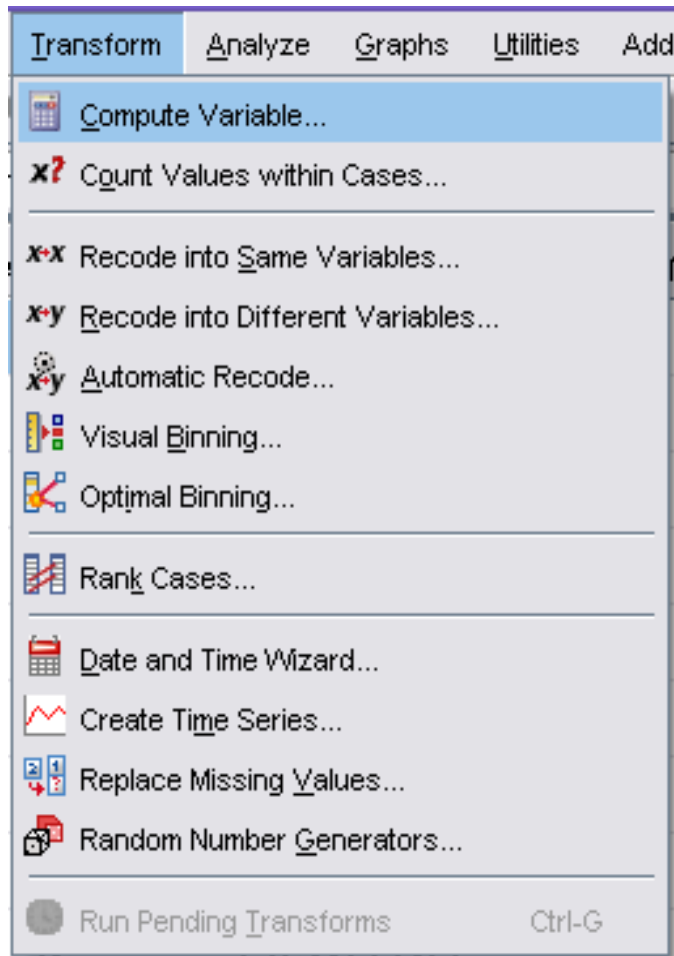 Transform Analyze Graphs Utilities Add
Compute Variable...
Count Values within Cases...
Recode into Same Variables...
Recode into Different Variables...
Automatic Recode...
Visual Binning...
Optimal Binning...
Rank Cases...
Date and Time Wizard...
Create Time Series...
Replace Missing Values...
Random Number Generators...
Run Pending Transforms Ctrl-G